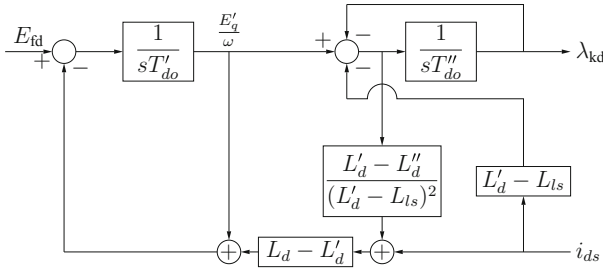 E_fd + − 1/(sT'_do) E'_q/ω + − − 1/(sT''_do) λ_kd
(L'_d − L''_d)/(L'_d − L_ls)^2 L'_d − L_ls
+ L_d − L'_d + i_ds